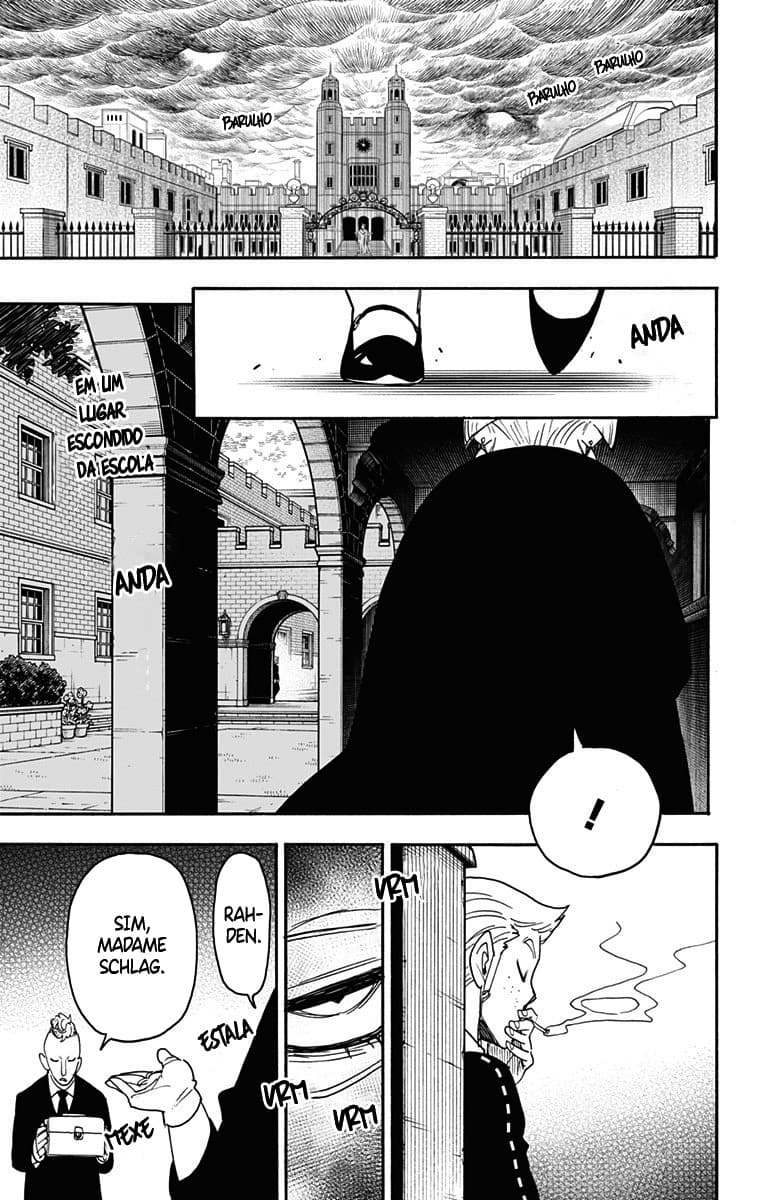 BARULHO
BARULHO
BARULHO
ANDA
EM UM
LUGAR
ESCONDIDO
DA ESCOLA
ANDA
!
VRM
VRM
VRM
VRM
RAH-
DEN.
ESTALA
SIM,
MADAME
SCHLAG.
MEXE